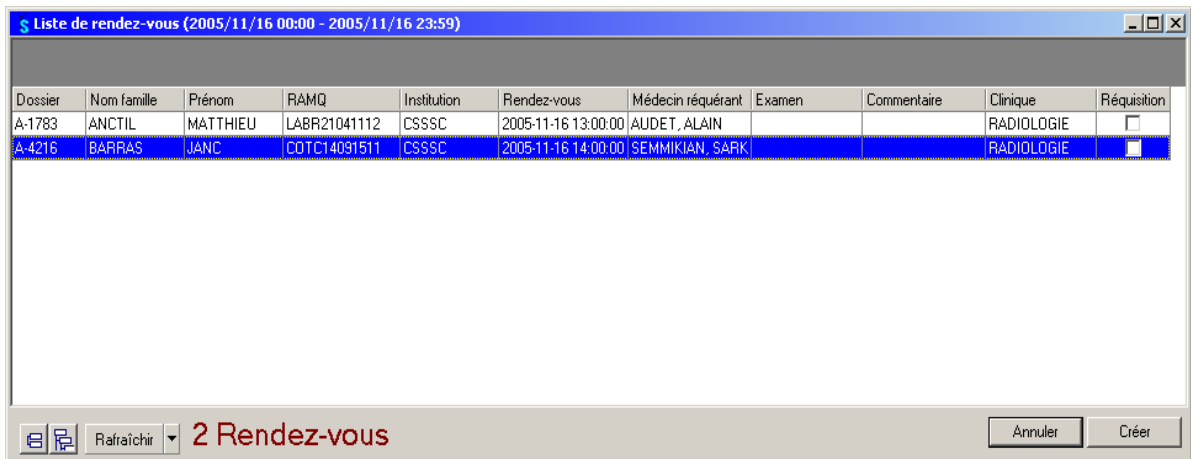 Liste de rendez-vous (2005/11/16 00:00 - 2005/11/16 23:59)
Dossier Nom famille Prénom RAMQ Institution Rendez-vous Médecin réquérant Examen Commentaire Clinique Réquisition
A-1783 ANCTIL MATTHIEU LABR21041112 CSSSC 2005-11-16 13:00:00 AUDET, ALAIN RADIOLOGIE
A-4216 BARRAS JANC COTC14091511 CSSSC 2005-11-16 14:00:00 SEMMIKIAN, SARK RADIOLOGIE
Rafraîchir 2 Rendez-vous Annuler Créer